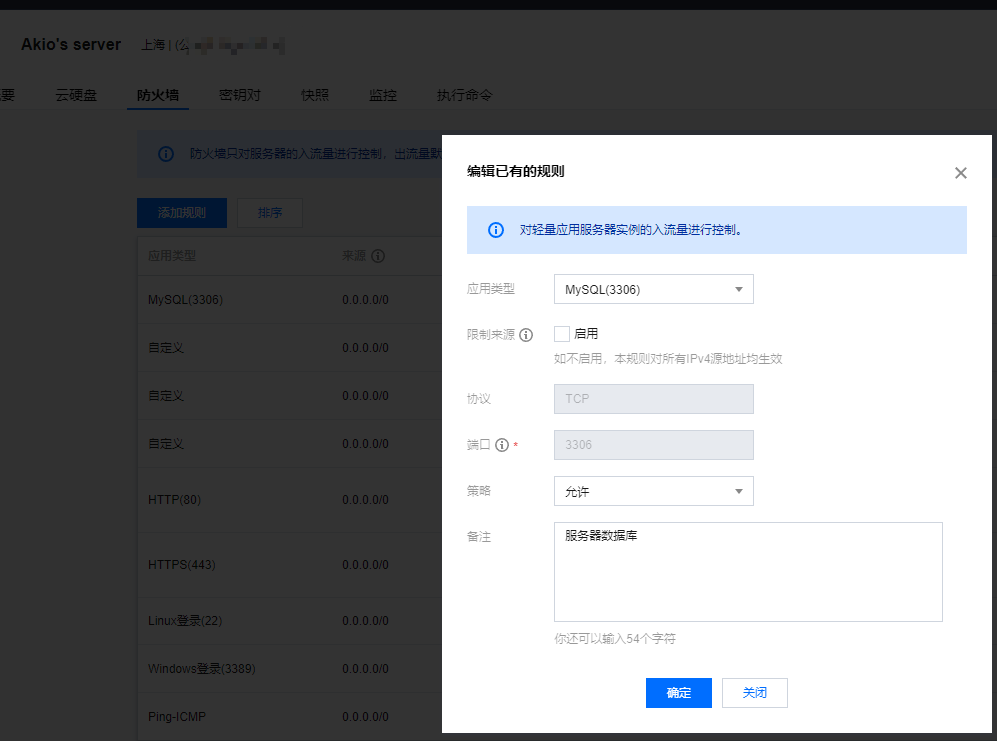 Akio's server
上海 | (公
要
云硬盘
防火墙
密钥对
快照
监控
执行命令
防火墙只对服务器的入流量进行控制，出流量默
添加规则
排序
应用类型
来源
MySQL(3306)
0.0.0.0/0
自定义
0.0.0.0/0
自定义
0.0.0.0/0
自定义
0.0.0.0/0
HTTP(80)
0.0.0.0/0
HTTPS(443)
0.0.0.0/0
Linux登录(22)
0.0.0.0/0
Windows登录(3389)
0.0.0.0/0
Ping-ICMP
0.0.0.0/0
编辑已有的规则
对轻量应用服务器实例的入流量进行控制。
应用类型
MySQL(3306)
限制来源
启用
如不启用，本规则对所有IPv4源地址均生效
协议
TCP
端口 *
3306
策略
允许
备注
服务器数据库
你还可以输入54个字符
确定
关闭